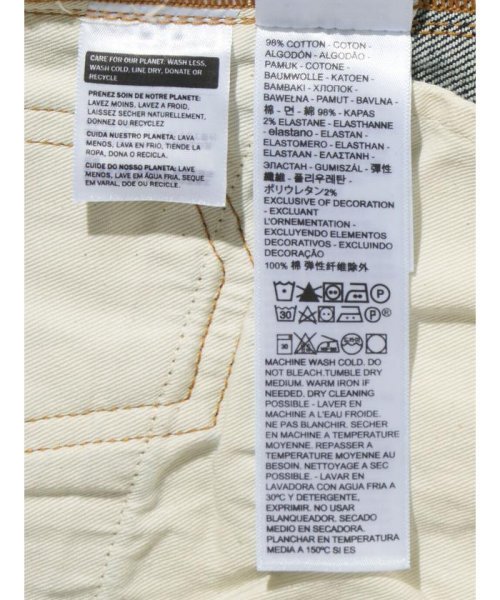 CARE FOR OUR PLANET: WASH LESS,
WASH COLD, LINE DRY, DONATE OR
RECYCLE
PRENEZ SOIN DE NOTRE PLANÈTE:
LAVEZ MOINS, LAVEZ A FROID,
LAISSEZ SÉCHER NATURELLEMENT,
DONNEZ OU RECYCLEZ
CUIDA NUESTRO PLANETA: LAVA
MENOS, LAVA EN FRÍO, TIENDE LA
ROPA, DONA O RECICLA.
CUIDE DO NOSSO PLANETA: LAVE
MENOS, LAVE EM ÁGUA FRIA, SEQUE
EM VARAL, DOE OU RECICLE.
98% COTTON - COTON -
ALGODÓN - ALGODÃO -
PAMUK - COTONE -
BAUMWOLLE - KATOEN -
BAMBAKI - ХЛОПОК -
BAWEŁNA - PAMUT - BAVLNA -
棉 - 면 - 綿 98% - KAPAS
2% ELASTANE - ELASTHANNE
- elastano - ELASTAN -
ELASTOMERO - ELASTHAN -
ELASTAAN - ΕΛΑΣΤΑΝΗ -
ЭЛАСТАН - GUMISZÁL - 彈性
纖維 - 폴리우레탄 -
ポリウレタン2%
EXCLUSIVE OF DECORATION
- EXCLUANT
L'ORNEMENTATION -
EXCLUYENDO ELEMENTOS
DECORATIVOS - EXCLUINDO
DECORAÇÃO
100% 棉 弹性纤维除外
P
30 P ®
30
MACHINE WASH COLD. DO
NOT BLEACH.TUMBLE DRY
MEDIUM. WARM IRON IF
NEEDED. DRY CLEANING
POSSIBLE - LAVER EN
MACHINE A L'EAU FROIDE.
NE PAS BLANCHIR. SECHER
EN MACHINE A TEMPERATURE
MOYENNE. REPASSER A
TEMPERATURE MOYENNE AU
BESOIN. NETTOYAGE A SEC
POSSIBLE. - LAVAR EN
LAVADORA CON AGUA FRIA A
30ºC Y DETERGENTE,
EXPRIMIR. NO USAR
BLANQUEADOR. SECADO
MEDIO EN SECADORA.
PLANCHAR EN TEMPERATURA
MEDIA A 150ºC SI ES